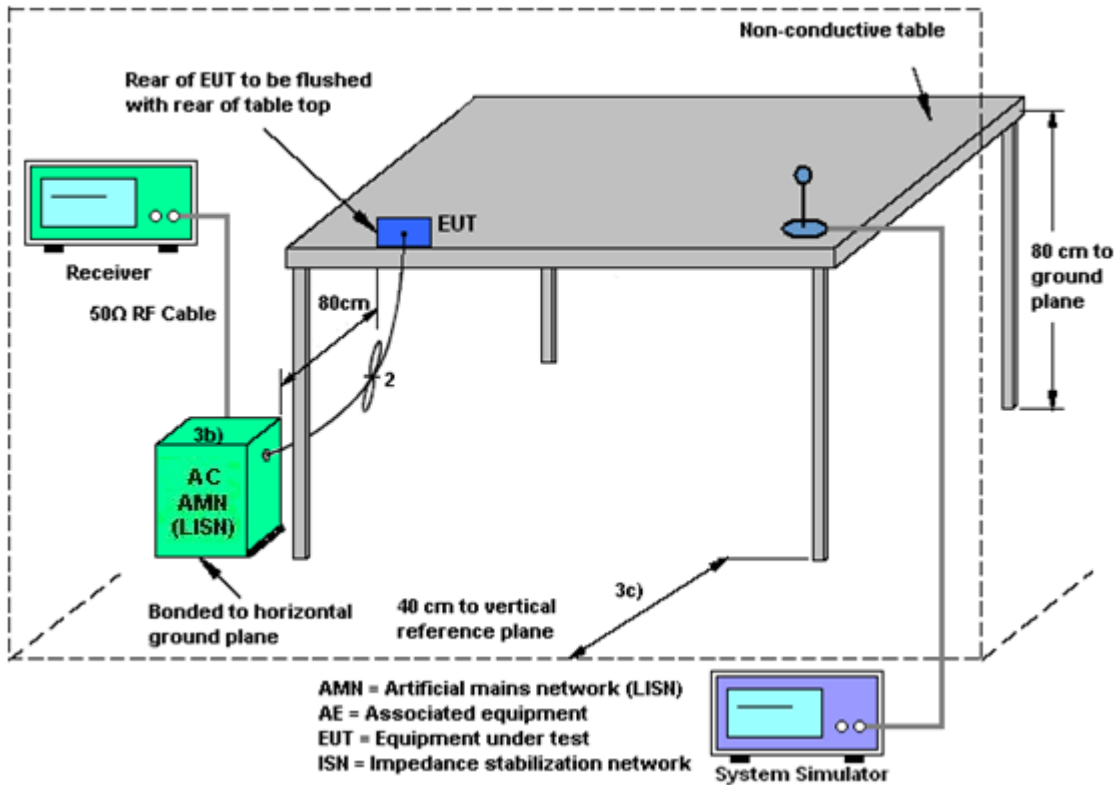 Non-conductive table
Rear of EUT to be flushed
with rear of table top
EUT
Receiver
80 cm to
ground
plane
80cm
50Ω RF Cable
2
3b)
AC
AMN
(LISN)
3c)
40 cm to vertical
reference plane
Bonded to horizontal
ground plane
AMN = Artificial mains network (LISN)
AE = Associated equipment
EUT = Equipment under test
ISN = Impedance stabilization network
System Simulator